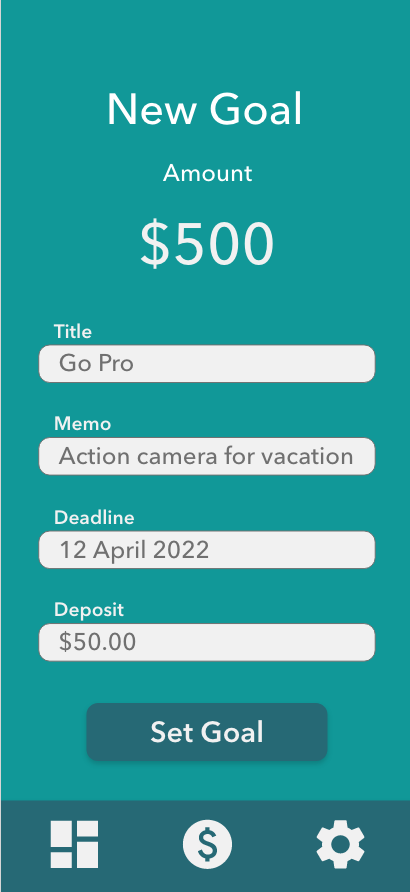 New Goal
Amount
$500
Title
Go Pro
Memo
Action camera for vacation
Deadline
12 April 2022
Deposit
$50.00
Set Goal
$